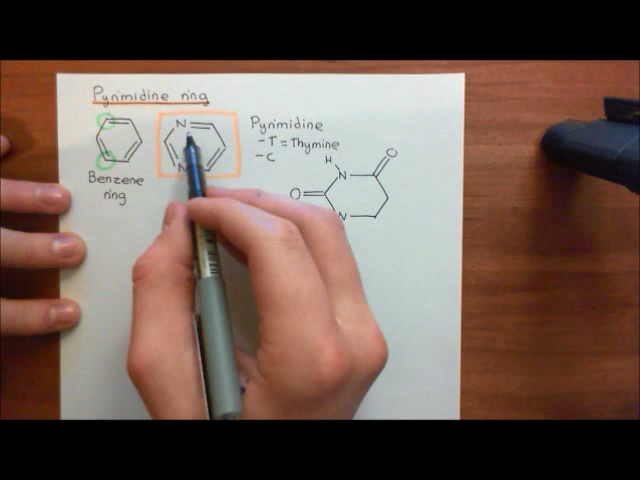 Pyrimidine ring
N
N
Benzene
ring
Pyrimidine
- T = Thymine
- C
H
N
O
O
N